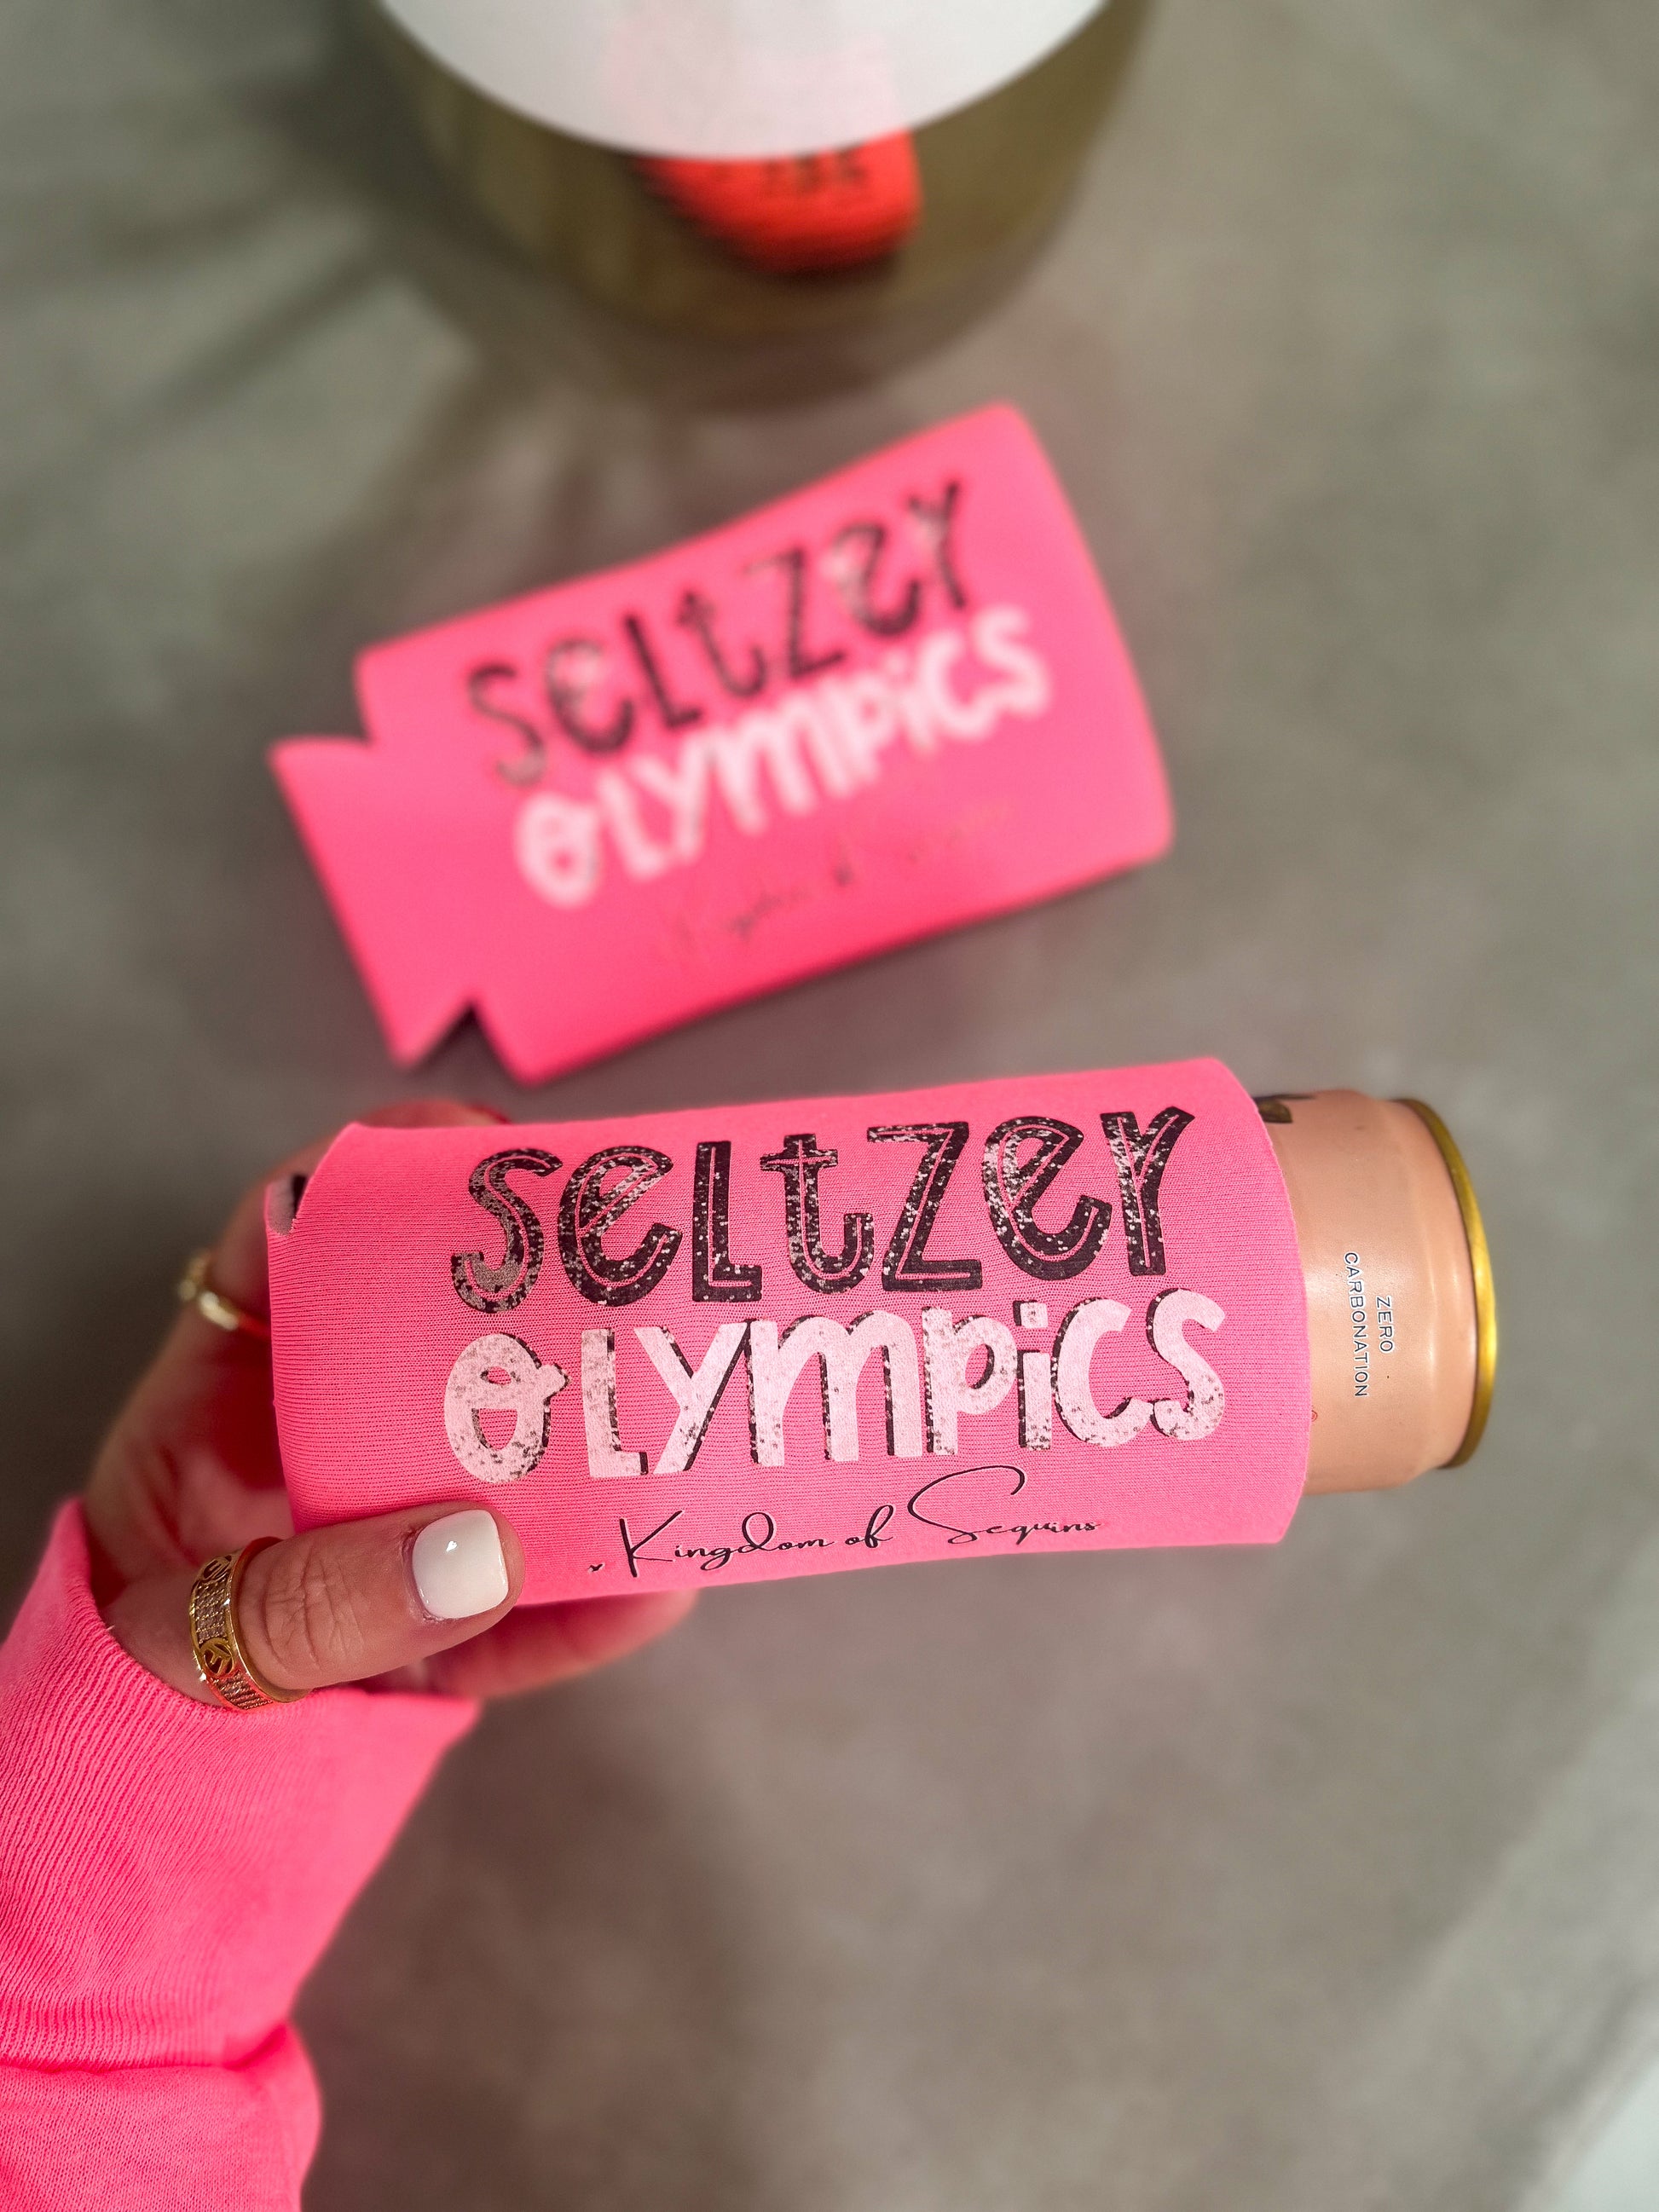 SELTZER
OLYMPICS
SELTZER
OLYMPICS
x Kingdom of Sequins
ZERO
CARBONATION